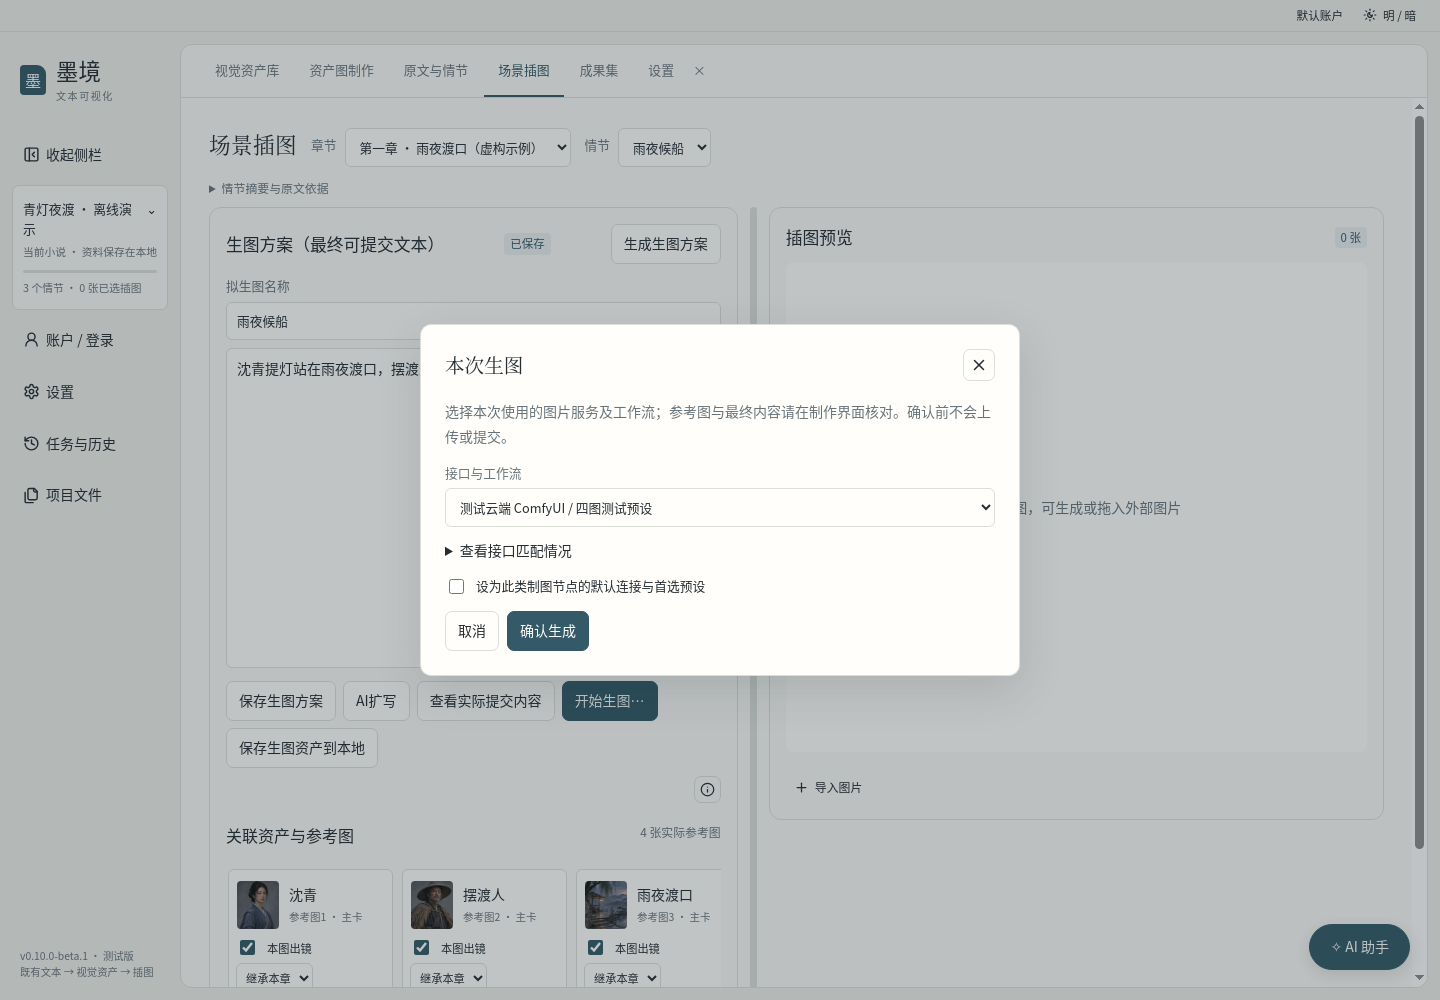 默认账户
明 / 暗
墨
墨境
文本可视化
收起侧栏
青灯夜渡 · 离线演示
当前小说 · 资料保存在本地
3 个情节 · 0 张已选插图
账户 / 登录
设置
任务与历史
项目文件
v0.10.0-beta.1 · 测试版
既有文本 → 视觉资产 → 插图
视觉资产库
资产图制作
原文与情节
场景插图
成果集
设置
场景插图
章节
第一章 · 雨夜渡口（虚构示例）
情节
雨夜候船
情节摘要与原文依据
生图方案（最终可提交文本）
已保存
生成生图方案
拟生图名称
雨夜候船
沈青提灯站在雨夜渡口，摆渡
插图预览
0 张
图，可生成或拖入外部图片
导入图片
本次生图
选择本次使用的图片服务及工作流；参考图与最终内容请在制作界面核对。确认前不会上
传或提交。
接口与工作流
测试云端 ComfyUI / 四图测试预设
查看接口匹配情况
设为此类制图节点的默认连接与首选预设
取消
确认生成
保存生图方案
AI扩写
查看实际提交内容
开始生图…
保存生图资产到本地
关联资产与参考图
4 张实际参考图
沈青
参考图1 · 主卡
本图出镜
继承本章
摆渡人
参考图2 · 主卡
本图出镜
继承本章
雨夜渡口
参考图3 · 主卡
本图出镜
继承本章
AI 助手